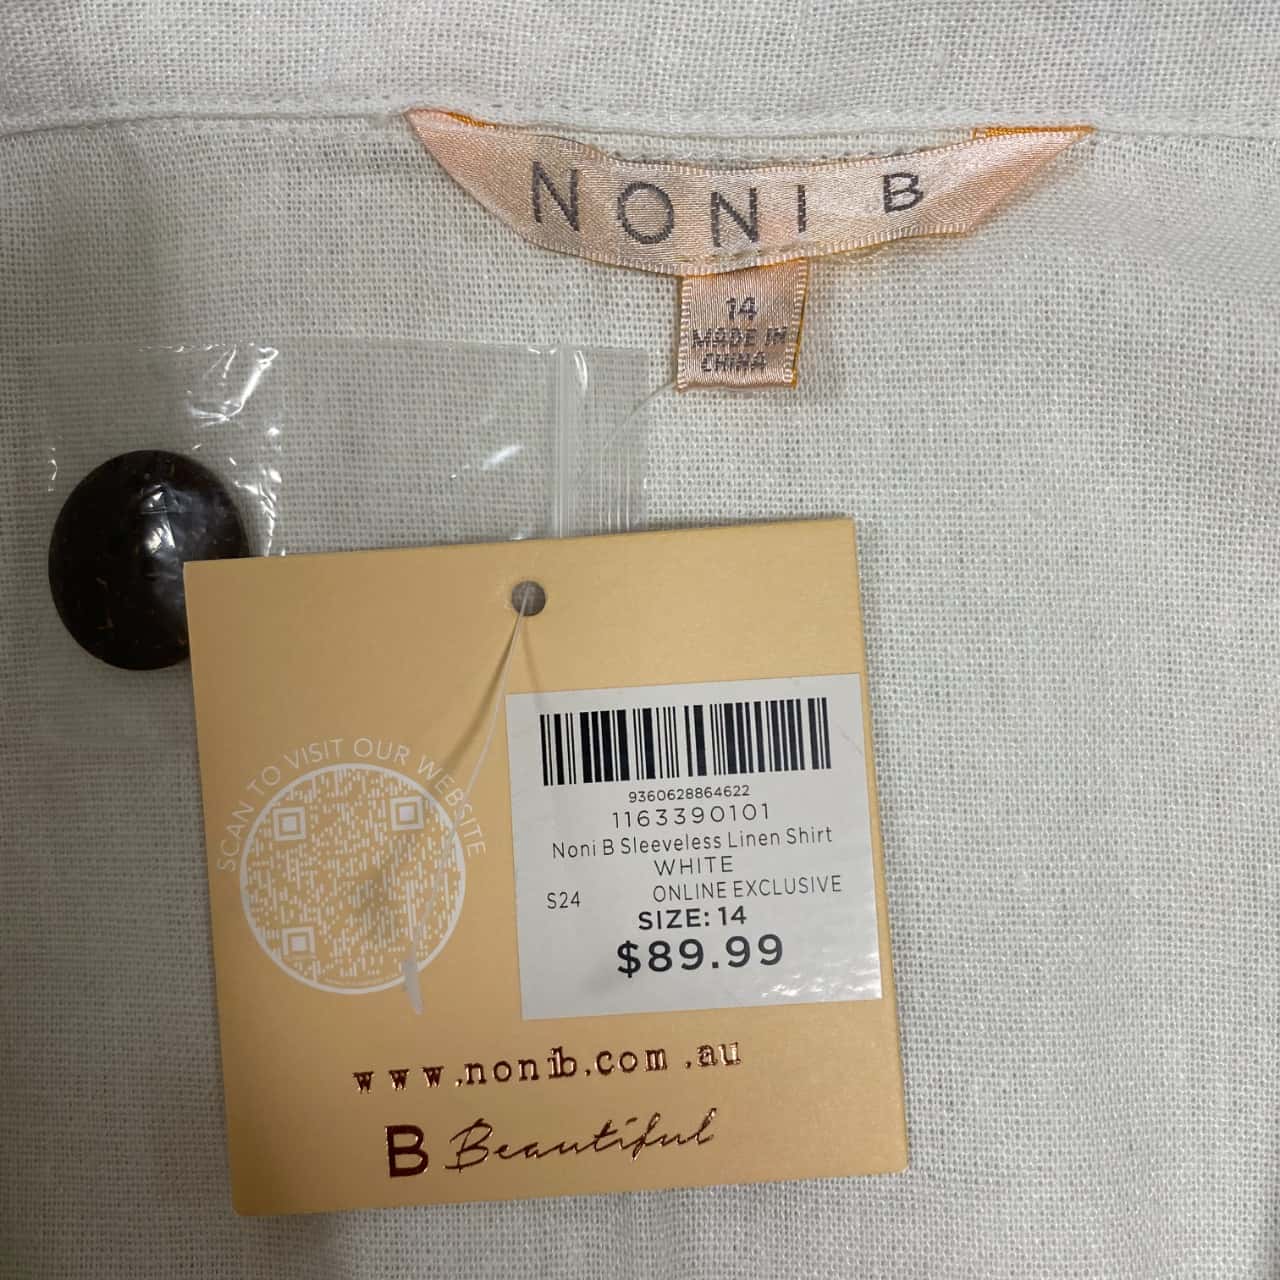 NONI B
14
MADE IN
CHINA
SCAN TO VISIT OUR WEBSITE
9360628864622
1163390101
Noni B Sleeveless Linen Shirt
WHITE
S24 ONLINE EXCLUSIVE
SIZE: 14
$89.99
www.nonib.com.au
B Beautiful